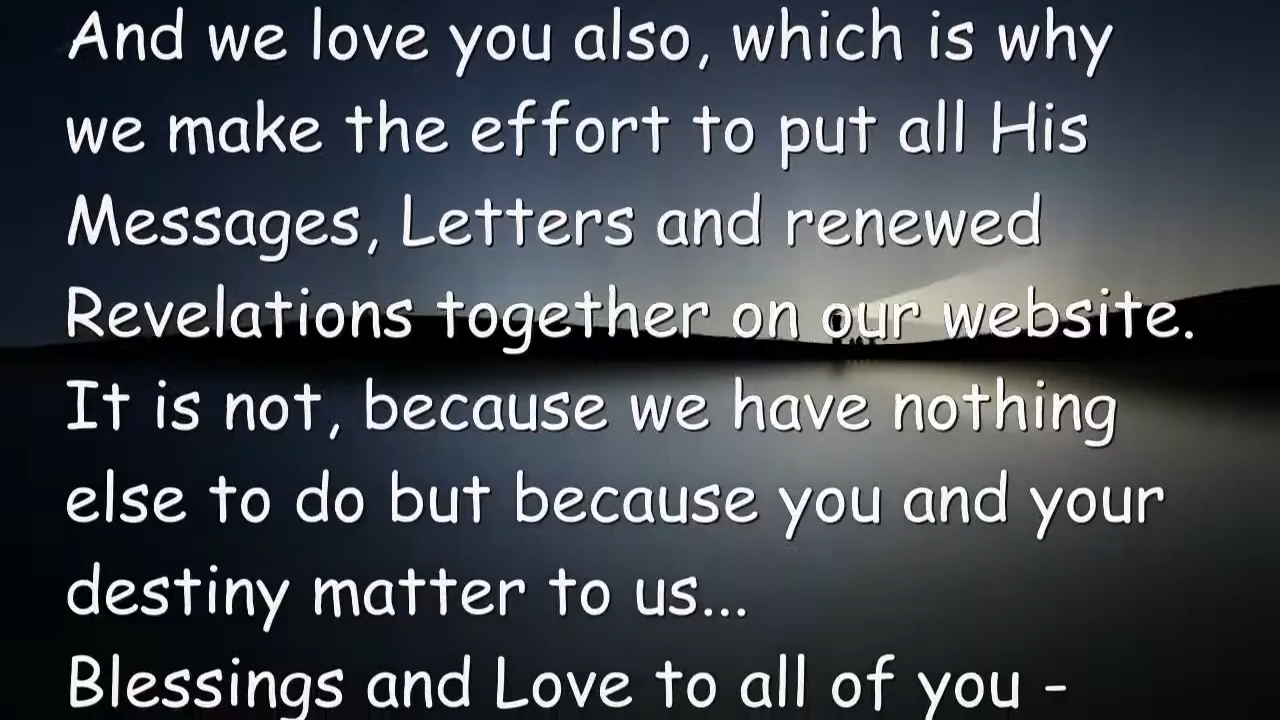 And we love you also, which is why
we make the effort to put all His
Messages, Letters and renewed
Revelations together on our website.
It is not, because we have nothing
else to do but because you and your
destiny matter to us...
Blessings and Love to all of you -